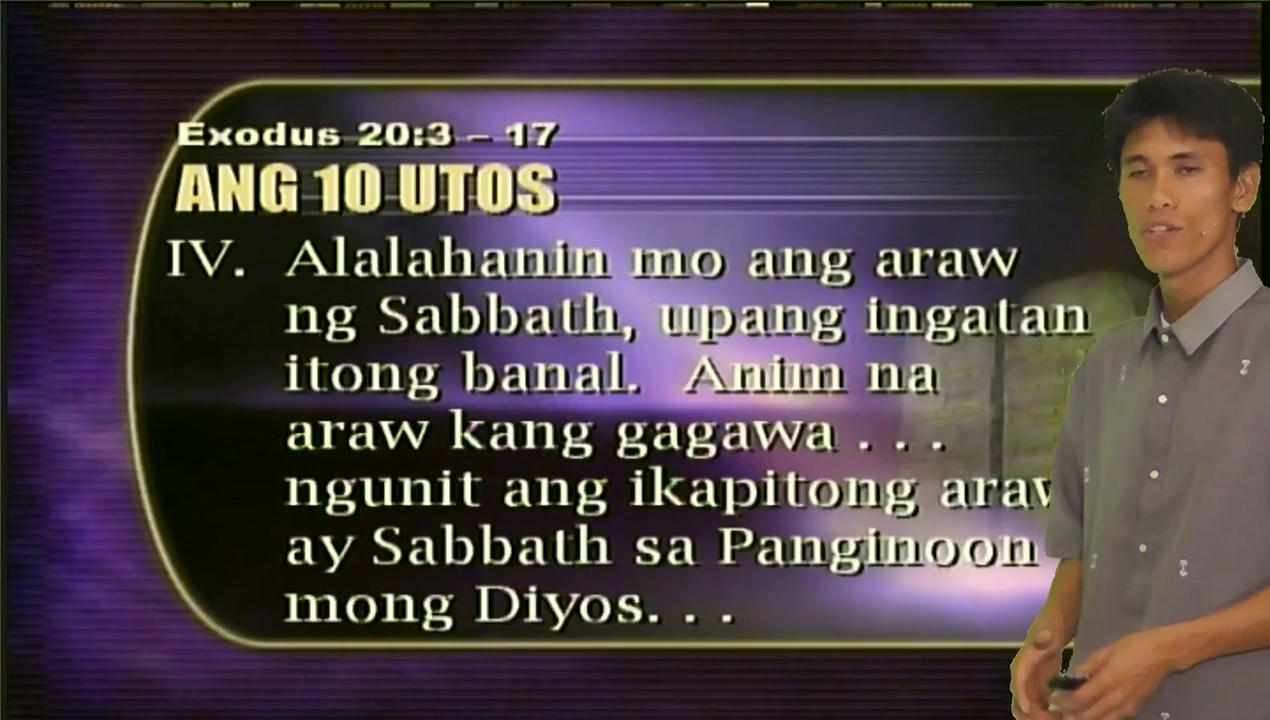 Exodus 20:3 – 17
ANG 10 UTOS
IV. Alalahanin mo ang araw
ng Sabbath, upang ingatan
itong banal. Anim na
araw kang gagawa . . .
ngunit ang ikapitong araw
ay Sabbath sa Panginoon
mong Diyos. . .